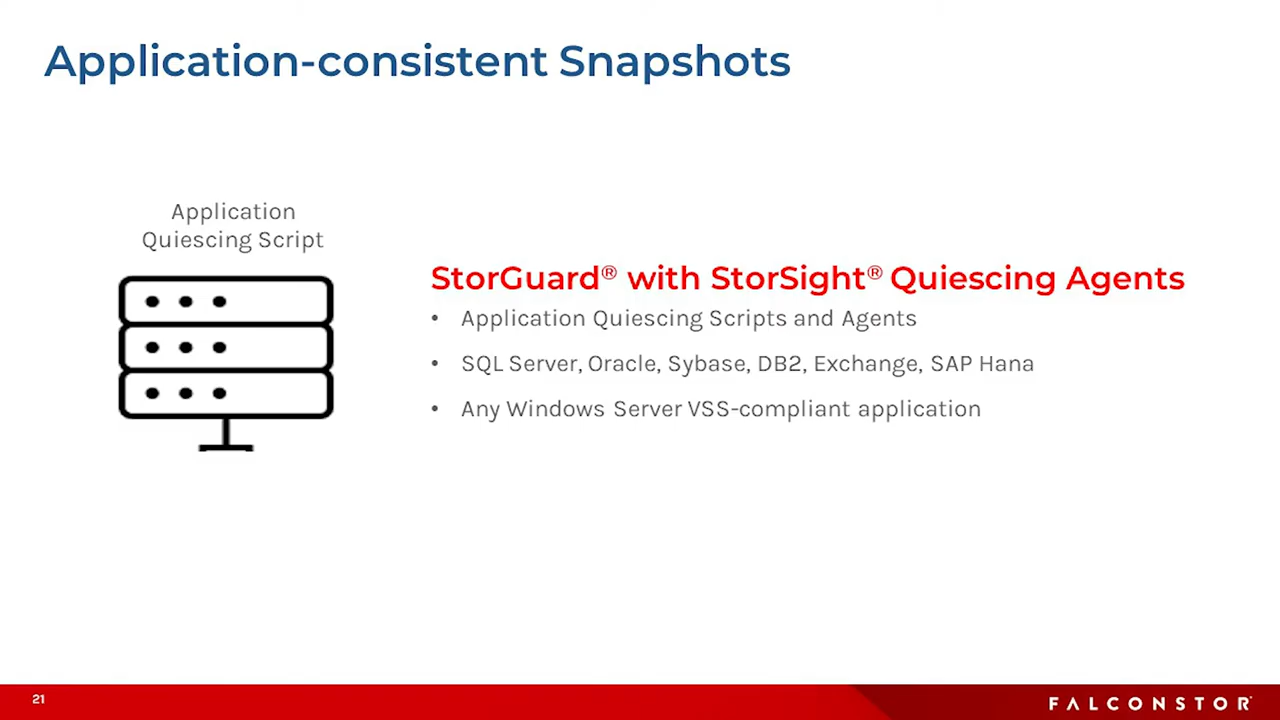 Application-consistent Snapshots
Application
Quiescing Script
StorGuard® with StorSight® Quiescing Agents
• Application Quiescing Scripts and Agents
• SQL Server, Oracle, Sybase, DB2, Exchange, SAP Hana
• Any Windows Server VSS-compliant application
21
FALCONSTOR